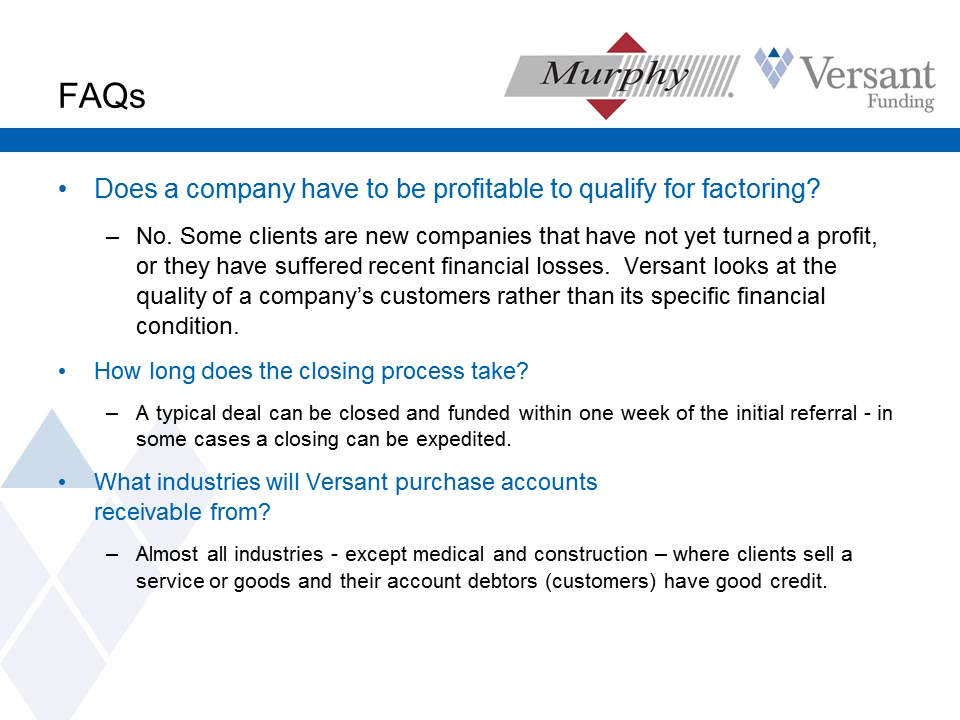 FAQs
Murphy®
Versant
Funding
• Does a company have to be profitable to qualify for factoring?
– No. Some clients are new companies that have not yet turned a profit,
or they have suffered recent financial losses.  Versant looks at the
quality of a company’s customers rather than its specific financial
condition.
• How long does the closing process take?
– A typical deal can be closed and funded within one week of the initial referral - in
some cases a closing can be expedited.
• What industries will Versant purchase accounts
receivable from?
– Almost all industries - except medical and construction – where clients sell a
service or goods and their account debtors (customers) have good credit.